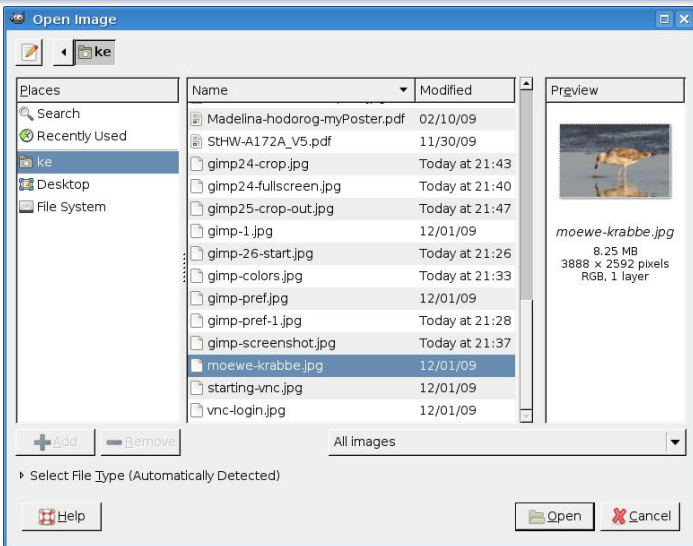 Open Image
ke
Places
Search
Recently Used
ke
Desktop
File System
Name Modified
Madelina-hodorog-myPoster.pdf 02/10/09
StHW-A172A_V5.pdf 11/30/09
gimp24-crop.jpg Today at 21:43
gimp24-fullscreen.jpg Today at 21:40
gimp25-crop-out.jpg Today at 21:47
gimp-1.jpg 12/01/09
gimp-26-start.jpg Today at 21:26
gimp-colors.jpg Today at 21:33
gimp-pref.jpg 12/01/09
gimp-pref-1.jpg Today at 21:28
gimp-screenshot.jpg Today at 21:37
moewe-krabbe.jpg 12/01/09
starting-vnc.jpg 12/01/09
vnc-login.jpg 12/01/09
Preview
moewe-krabbe.jpg
8.25 MB
3888 × 2592 pixels
RGB, 1 layer
Add Remove All images
Select File Type (Automatically Detected)
Help Open Cancel